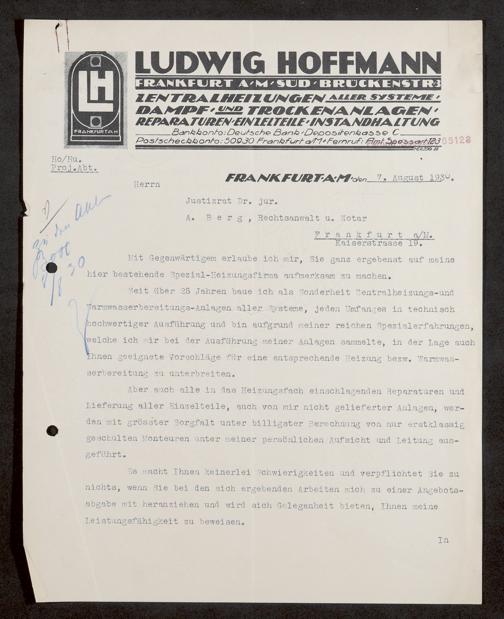 LH
FRANKFURT A.M
LUDWIG HOFFMANN
FRANKFURT A·M·SÜD·BRÜCKENSTR·3
ZENTRALHEIZUNGEN ALLER SYSTEME·
DAMPF- UND TROCKENANLAGEN·
REPARATUREN·EINZELTEILE·INSTANDHALTUNG
Bankkonto: Deutsche Bank·Depositenkasse C
Postscheckkonto: 50930 Frankfurt a/M·Fernruf: Amt Spessart 65128
Ho/Hu.
Proj.Abt.
FRANKFURT·A·M·den 7. August 1930.
Herrn
Justizrat Dr. jur.
A. Berg, Rechtsanwalt u. Notar
Frankfurt a/M.
Kaiserstrasse 19.
zu den
8/8 30
Mit Gegenwärtigem erlaube ich mir, Sie ganz ergebenst auf meine
hier bestehende Spezial-Heizungsfirma aufmerksam zu machen.
Seit über 25 Jahren baue ich als Sonderheit Centralheizungs-und
Warmwasserbereitungs-Anlagen aller Systeme, jeden Umfanges in technisch
hochwertiger Ausführung und bin aufgrund meiner reichen Spezialerfahrungen,
welche ich mir bei der Ausführung meiner Anlagen sammelte, in der Lage auch
Ihnen geeignete Vorschläge für eine entsprechende Heizung bezw. Warmwas-
serbereitung zu unterbreiten.
Aber auch alle in das Heizungsfach einschlagenden Reparaturen und
Lieferung aller Einzelteile, auch von mir nicht gelieferter Anlagen, wer-
den mit grösster Sorgfalt unter billigster Berechnung von nur erstklassig
geschulten Monteuren unter meiner persönlichen Aufsicht und Leitung aus-
geführt.
Es macht Ihnen keinerlei Schwierigkeiten und verpflichtet Sie zu
nichts, wenn Sie bei den sich ergebenden Arbeiten mich zu einer Angebots-
abgabe mit heranziehen und wird sich Gelegenheit bieten, Ihnen meine
Leistungsfähigkeit zu beweisen.
In